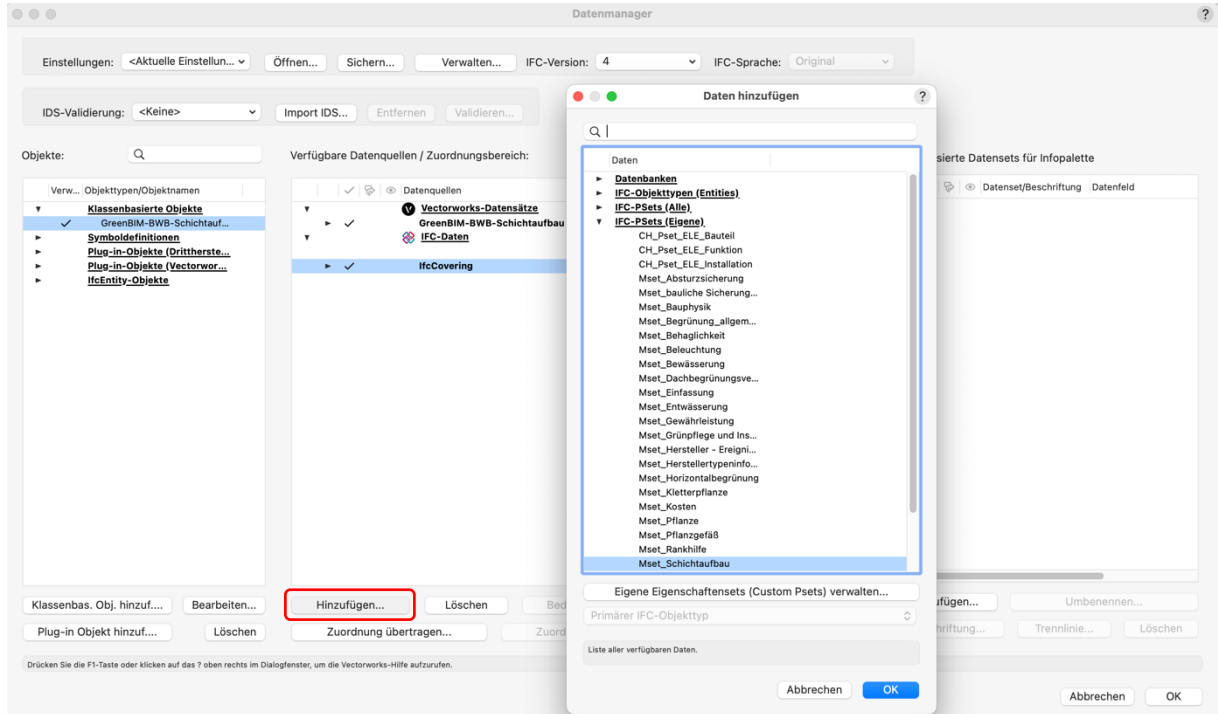 Datenmanager
?
Einstellungen: <Aktuelle Einstellun... Öffnen... Sichern... Verwalten... IFC-Version: 4 IFC-Sprache: Original
IDS-Validierung: <Keine> Import IDS... Entfernen Validieren...
Objekte:
Verw... Objekttypen/Objektnamen
Klassenbasierte Objekte
GreenBIM-BWB-Schichtauf...
Symboldefinitionen
Plug-in-Objekte (Drittherste...
Plug-in-Objekte (Vectorwor...
IfcEntity-Objekte
Klassenbas. Obj. hinzuf.... Bearbeiten...
Plug-in Objekt hinzuf.... Löschen
Verfügbare Datenquellen / Zuordnungsbereich:
Datenquellen
Vectorworks-Datensätze
GreenBIM-BWB-Schichtaufbau
IFC-Daten
IfcCovering
Hinzufügen... Löschen Bed
Zuordnung übertragen... Zuord
Daten hinzufügen
?
Daten
Datenbanken
IFC-Objekttypen (Entities)
IFC-PSets (Alle)
IFC-PSets (Eigene)
CH_Pset_ELE_Bauteil
CH_Pset_ELE_Funktion
CH_Pset_ELE_Installation
Mset_Absturzsicherung
Mset_bauliche Sicherung...
Mset_Bauphysik
Mset_Begrünung_allgem...
Mset_Behaglichkeit
Mset_Beleuchtung
Mset_Bewässerung
Mset_Dachbegrünungsve...
Mset_Einfassung
Mset_Entwässerung
Mset_Gewährleistung
Mset_Grünpflege und Ins...
Mset_Hersteller - Ereigni...
Mset_Herstellertypeninfo...
Mset_Horizontalbegrünung
Mset_Kletterpflanze
Mset_Kosten
Mset_Pflanze
Mset_Pflanzgefäß
Mset_Rankhilfe
Mset_Schichtaufbau
Eigene Eigenschaftensets (Custom Psets) verwalten...
Primärer IFC-Objekttyp
Liste aller verfügbaren Daten.
Abbrechen OK
sierte Datensets für Infopalette
Datenset/Beschriftung Datenfeld
ufügen... Umbenennen...
hriftung... Trennlinie... Löschen
Drücken Sie die F1-Taste oder klicken auf das ? oben rechts im Dialogfenster, um die Vectorworks-Hilfe aufzurufen.
Abbrechen OK